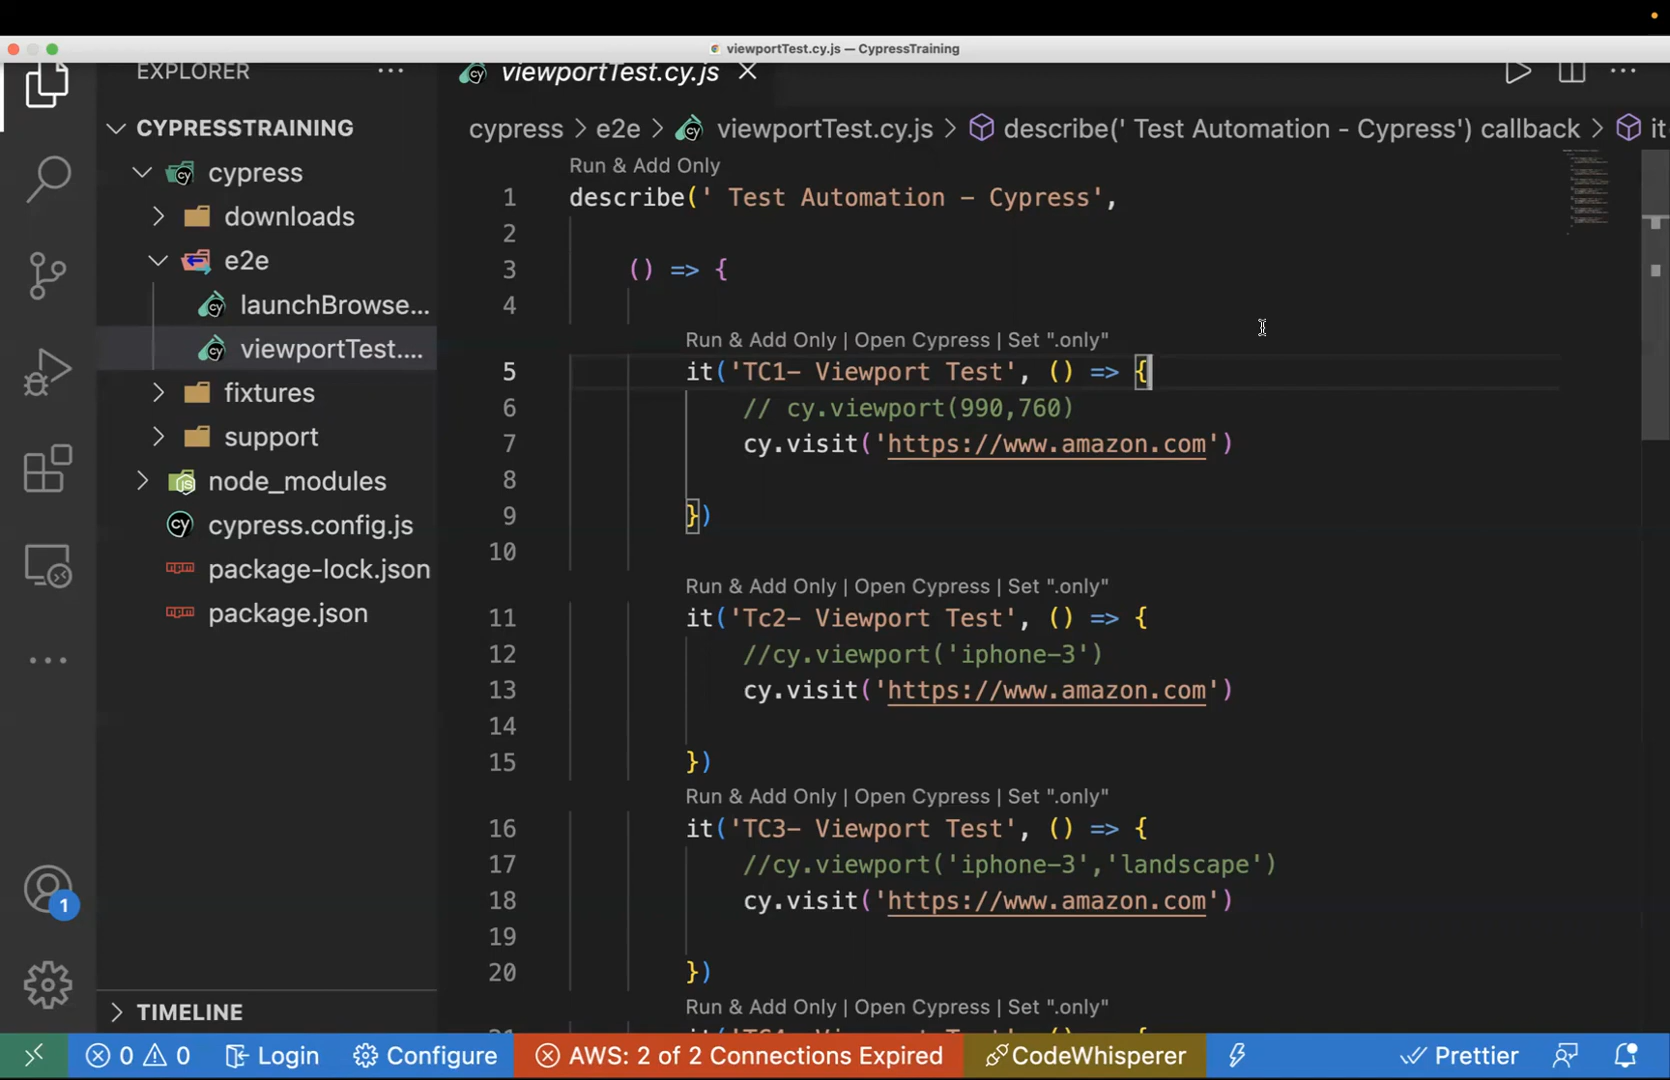 viewportTest.cy.js — CypressTraining
EXPLORER
viewportTest.cy.js
CYPRESSTRAINING
cypress
downloads
e2e
launchBrowse...
viewportTest....
fixtures
support
node_modules
cypress.config.js
package-lock.json
package.json
TIMELINE
1
cypress > e2e > viewportTest.cy.js > describe(' Test Automation - Cypress') callback > it
Run & Add Only
1 describe(' Test Automation - Cypress',
2
3 () => {
4
Run & Add Only | Open Cypress | Set ".only"
5 it('TC1- Viewport Test', () => {
6 // cy.viewport(990,760)
7 cy.visit('https://www.amazon.com')
8
9 })
10
Run & Add Only | Open Cypress | Set ".only"
11 it('Tc2- Viewport Test', () => {
12 //cy.viewport('iphone-3')
13 cy.visit('https://www.amazon.com')
14
15 })
Run & Add Only | Open Cypress | Set ".only"
16 it('TC3- Viewport Test', () => {
17 //cy.viewport('iphone-3','landscape')
18 cy.visit('https://www.amazon.com')
19
20 })
Run & Add Only | Open Cypress | Set ".only"
21 it('TC4- Viewport Test', () => {
0 0 Login Configure AWS: 2 of 2 Connections Expired CodeWhisperer Prettier